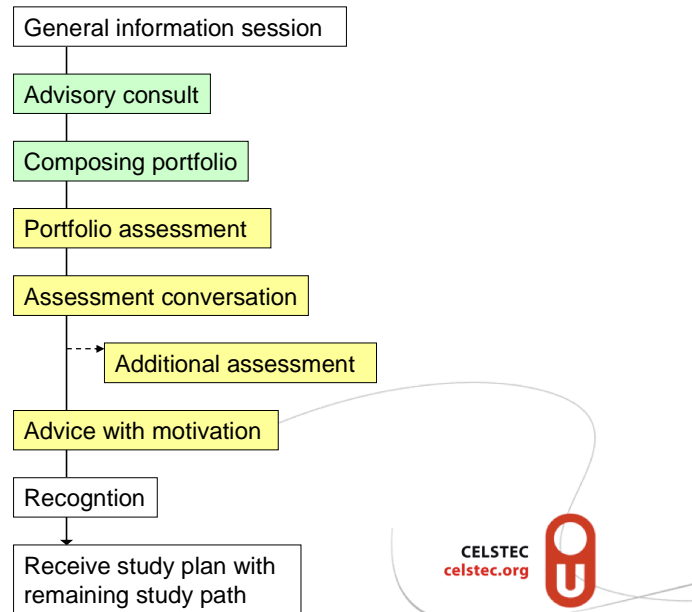 General information session
Advisory consult
Composing portfolio
Portfolio assessment
Assessment conversation
Additional assessment
Advice with motivation
Recogntion
Receive study plan with
remaining study path
CELSTEC
celstec.org